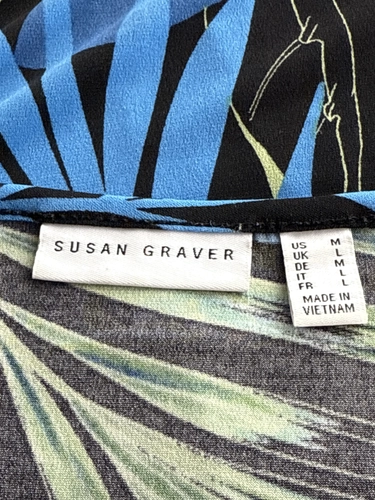 SUSAN GRAVER
US M
UK L
DE L
IT L
FR L
MADE IN
VIETNAM